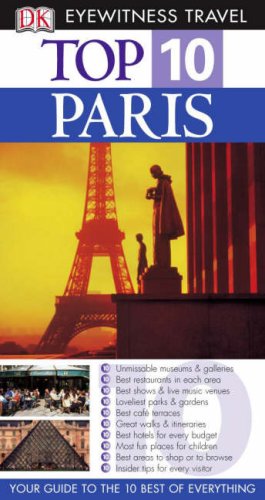 DK EYEWITNESS TRAVEL
TOP 10
PARIS
10 Unmissable museums & galleries
10 Best restaurants in each area
10 Best shows & live music venues
10 Loveliest parks & gardens
10 Best café terraces
10 Great walks & itineraries
10 Best hotels for every budget
10 Most fun places for children
10 Best areas to shop or to browse
10 Insider tips for every visitor
YOUR GUIDE TO THE 10 BEST OF EVERYTHING